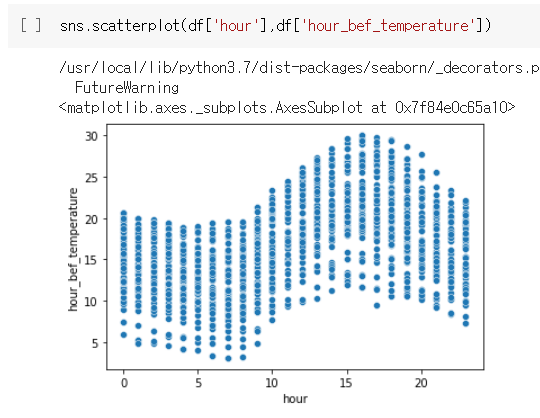 [ ] sns.scatterplot(df['hour'],df['hour_bef_temperature'])
/usr/local/lib/python3.7/dist-packages/seaborn/_decorators.p
FutureWarning
<matplotlib.axes._subplots.AxesSubplot at 0x7f84e0c65a10>
30
25
20
15
10
5
hour_bef_temperature
0 5 10 15 20
hour